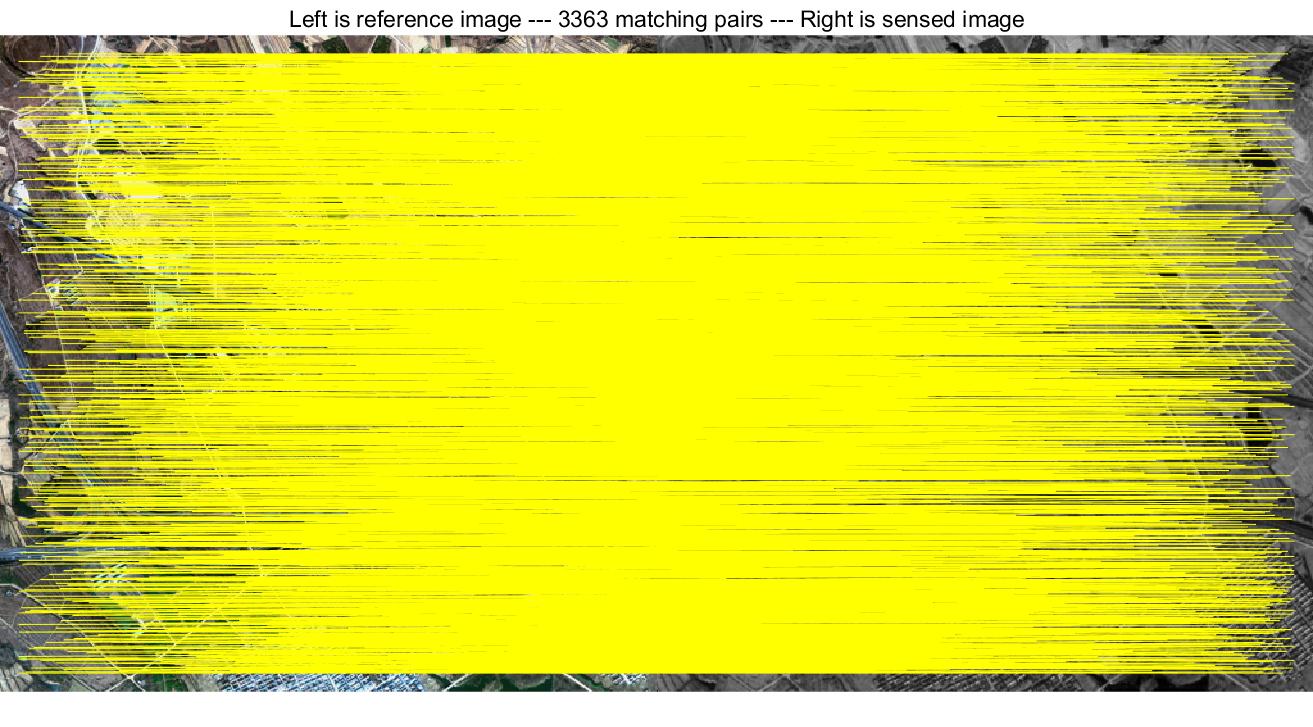 Left is reference image --- 3363 matching pairs --- Right is sensed image